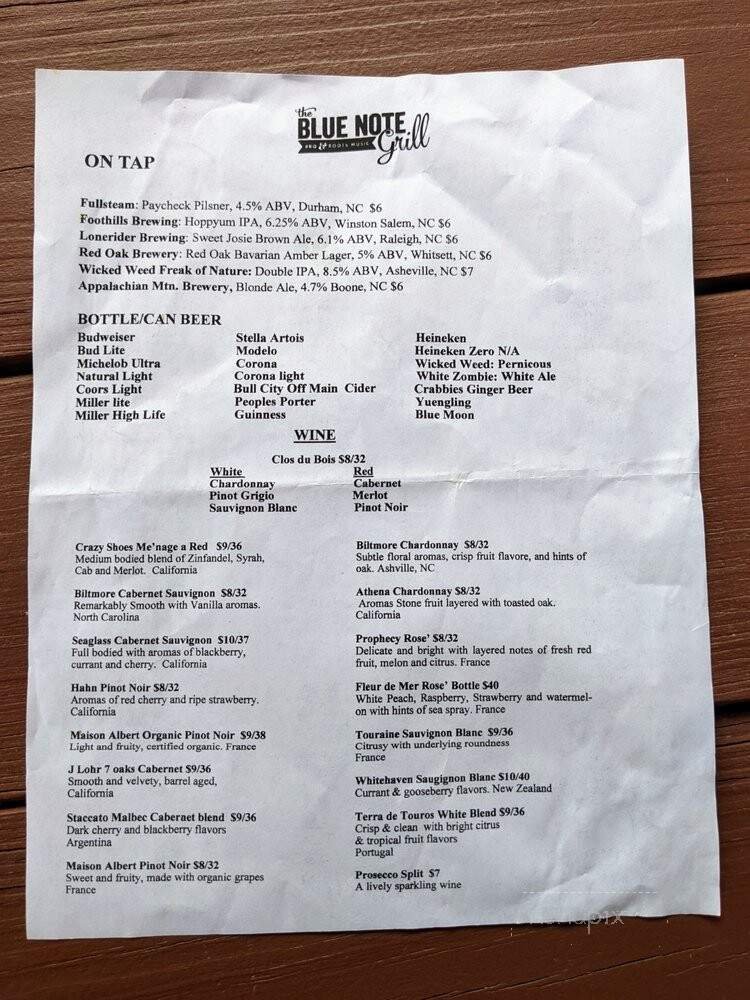 the
BLUE NOTE
BBQ & ROOTS MUSIC
Grill
ON TAP
Fullsteam: Paycheck Pilsner, 4.5% ABV, Durham, NC $6
Foothills Brewing: Hoppyum IPA, 6.25% ABV, Winston Salem, NC $6
Lonerider Brewing: Sweet Josie Brown Ale, 6.1% ABV, Raleigh, NC $6
Red Oak Brewery: Red Oak Bavarian Amber Lager, 5% ABV, Whitsett, NC $6
Wicked Weed Freak of Nature: Double IPA, 8.5% ABV, Asheville, NC $7
Appalachian Mtn. Brewery, Blonde Ale, 4.7% Boone, NC $6
BOTTLE/CAN BEER
Budweiser
Bud Lite
Michelob Ultra
Natural Light
Coors Light
Miller lite
Miller High Life
Stella Artois
Modelo
Corona
Corona light
Bull City Off Main Cider
Peoples Porter
Guinness
Heineken
Heineken Zero N/A
Wicked Weed: Pernicous
White Zombie: White Ale
Crabbies Ginger Beer
Yuengling
Blue Moon
WINE
Clos du Bois $8/32
White
Chardonnay
Pinot Grigio
Sauvignon Blanc
Red
Cabernet
Merlot
Pinot Noir
Crazy Shoes Me'nage a Red $9/36
Medium bodied blend of Zinfandel, Syrah,
Cab and Merlot. California
Biltmore Cabernet Sauvignon $8/32
Remarkably Smooth with Vanilla aromas.
North Carolina
Seaglass Cabernet Sauvignon $10/37
Full bodied with aromas of blackberry,
currant and cherry. California
Hahn Pinot Noir $8/32
Aromas of red cherry and ripe strawberry.
California
Maison Albert Organic Pinot Noir $9/38
Light and fruity, certified organic. France
J Lohr 7 oaks Cabernet $9/36
Smooth and velvety, barrel aged,
California
Staccato Malbec Cabernet blend $9/36
Dark cherry and blackberry flavors
Argentina
Maison Albert Pinot Noir $8/32
Sweet and fruity, made with organic grapes
France
Biltmore Chardonnay $8/32
Subtle floral aromas, crisp fruit flavore, and hints of
oak. Ashville, NC
Athena Chardonnay $8/32
Aromas Stone fruit layered with toasted oak.
California
Prophecy Rose' $8/32
Delicate and bright with layered notes of fresh red
fruit, melon and citrus. France
Fleur de Mer Rose' Bottle $40
White Peach, Raspberry, Strawberry and watermel-
on with hints of sea spray. France
Touraine Sauvignon Blanc $9/36
Citrusy with underlying roundness
France
Whitehaven Saugignon Blanc $10/40
Currant & gooseberry flavors. New Zealand
Terra de Touros White Blend $9/36
Crisp & clean with bright citrus
& tropical fruit flavors
Portugal
Prosecco Split $7
A lively sparkling wine
menupix